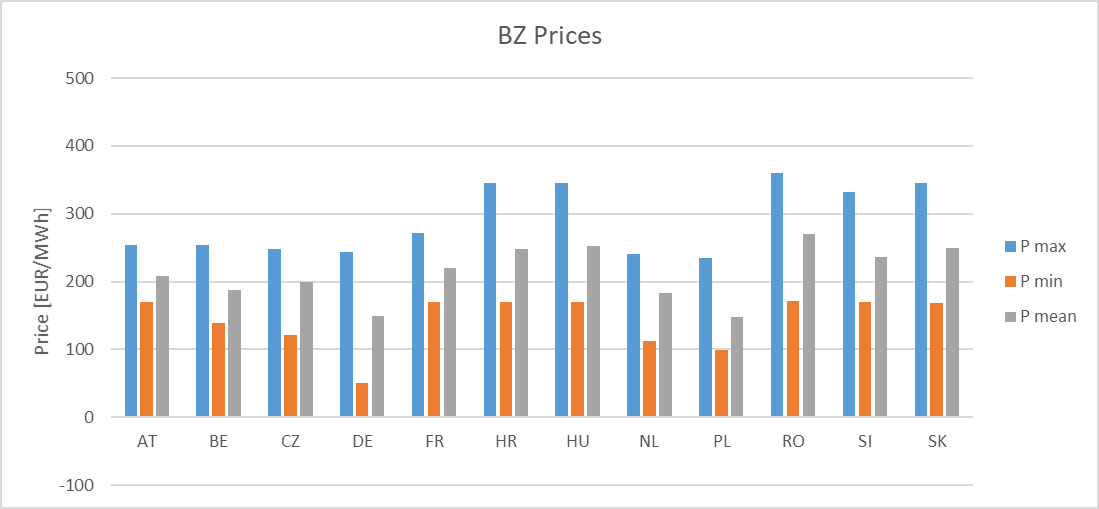 BZ Prices
500
400
300
200
100
0
-100
Price [EUR/MWh]
AT BE CZ DE FR HR HU NL PL RO SI SK
P max
P min
P mean